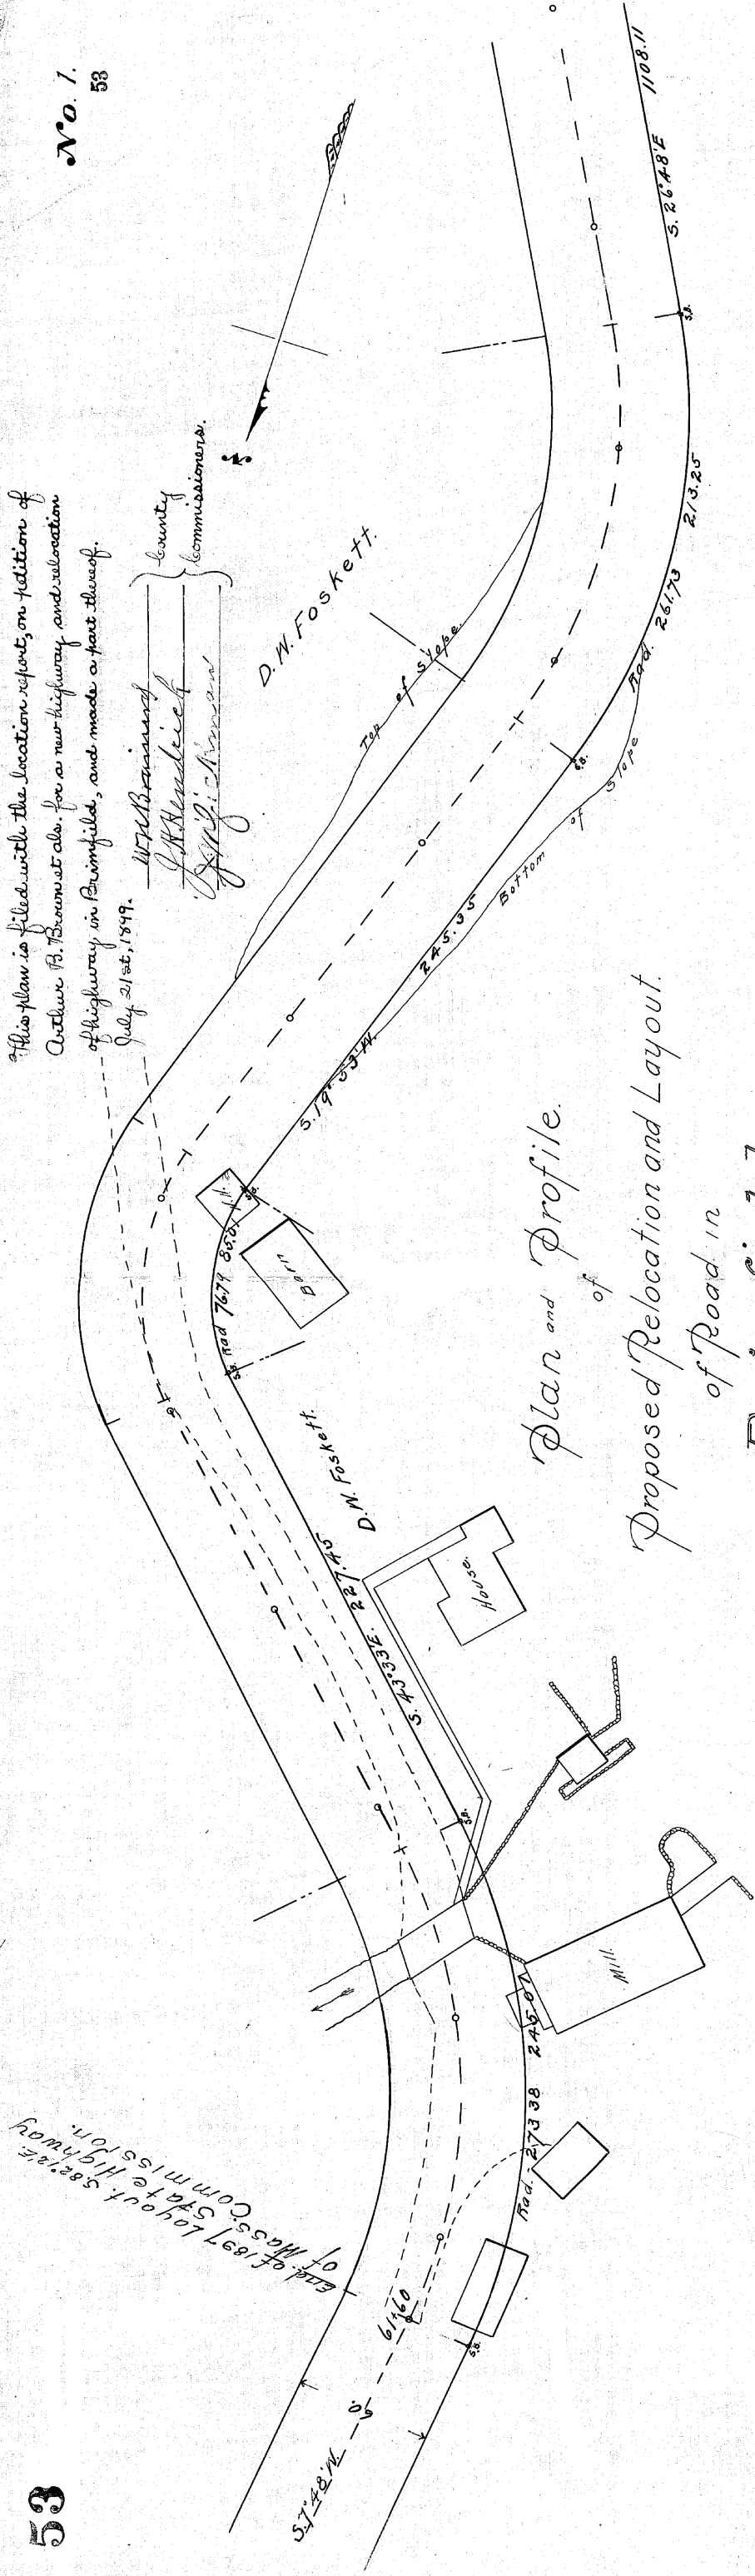 53
No. 1.
53
This plan is filed with the location report, on petition of
Arthur B. Brown et als. for a new highway and relocation
of highway in Brimfield, and made a part thereof.
July 21st, 1899.
County
Commissioners.
D. N. Foskett.
Top of Slope
Bottom of Slope
S. 26°48'E 1108.11
S.B.
213.25
Rad. 261.73
S.B.
245.35
S. 19° 53' W.
S.B.
85.01
Rad 76.79
S.B.
Barn
D. N. Foskett.
227.45
S. 43°33'E.
House.
S.B.
Mill.
245.07
Rad. = 273.38
S.B.
61+60
60
S. 7° 48' W.
End of 1897 Layout. S 82°12'E.
of Mass. State Highway
Commission.
Plan and Profile.
of
Proposed Relocation and Layout.
of Road in